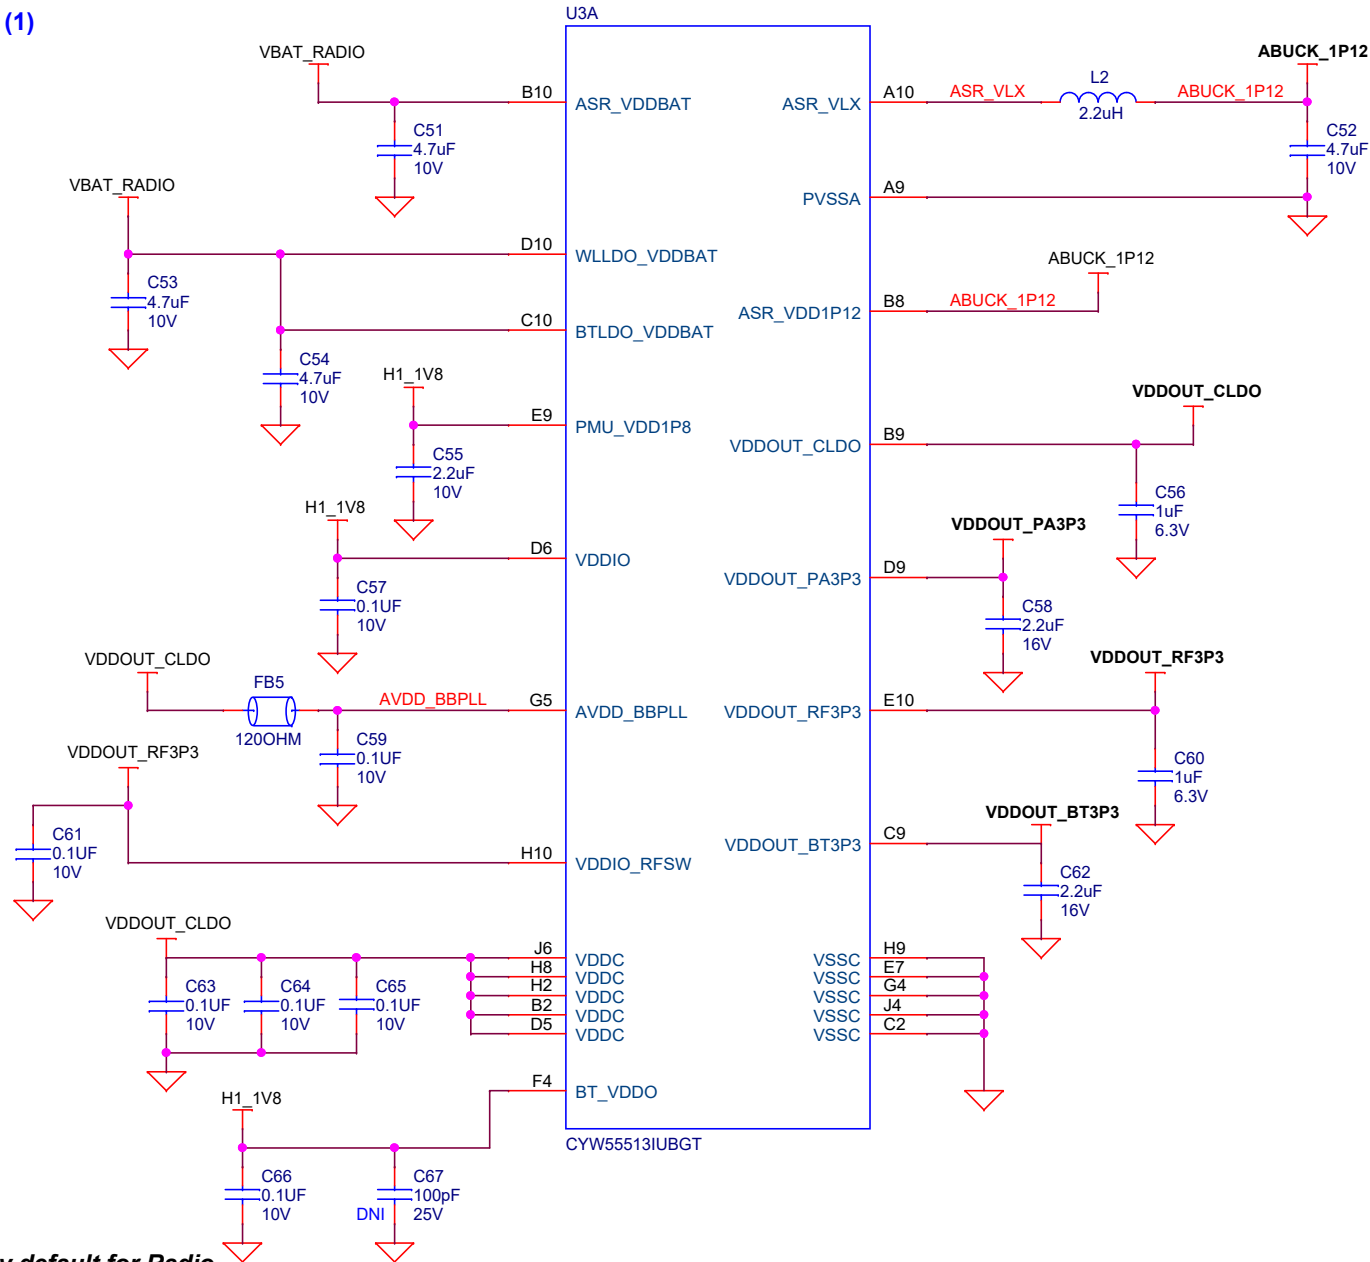 (1)
U3A
VBAT_RADIO
B10
ASR_VDDBAT
C51
4.7uF
10V
VBAT_RADIO
D10
WLLDO_VDDBAT
C53
4.7uF
10V
C10
BTLDO_VDDBAT
C54
4.7uF
10V
H1_1V8
E9
PMU_VDD1P8
C55
2.2uF
10V
H1_1V8
D6
VDDIO
C57
0.1UF
10V
VDDOUT_CLDO
FB5
120OHM
AVDD_BBPLL
G5
AVDD_BBPLL
C59
0.1UF
10V
VDDOUT_RF3P3
C61
0.1UF
10V
H10
VDDIO_RFSW
VDDOUT_CLDO
C63
0.1UF
10V
C64
0.1UF
10V
C65
0.1UF
10V
J6
VDDC
H8
VDDC
H2
VDDC
B2
VDDC
D5
VDDC
F4
BT_VDDO
H1_1V8
C66
0.1UF
10V
C67
100pF
25V
DNI
CYW55513IUBGT
ASR_VLX
A10
ASR_VLX
L2
2.2uH
ABUCK_1P12
ABUCK_1P12
C52
4.7uF
10V
PVSSA
A9
ABUCK_1P12
ASR_VDD1P12
B8
ABUCK_1P12
VDDOUT_CLDO
VDDOUT_CLDO
B9
C56
1uF
6.3V
VDDOUT_PA3P3
VDDOUT_PA3P3
D9
C58
2.2uF
16V
VDDOUT_RF3P3
VDDOUT_RF3P3
E10
C60
1uF
6.3V
VDDOUT_BT3P3
VDDOUT_BT3P3
C9
C62
2.2uF
16V
VSSC
H9
VSSC
E7
VSSC
G4
VSSC
J4
VSSC
C2
default for Radio